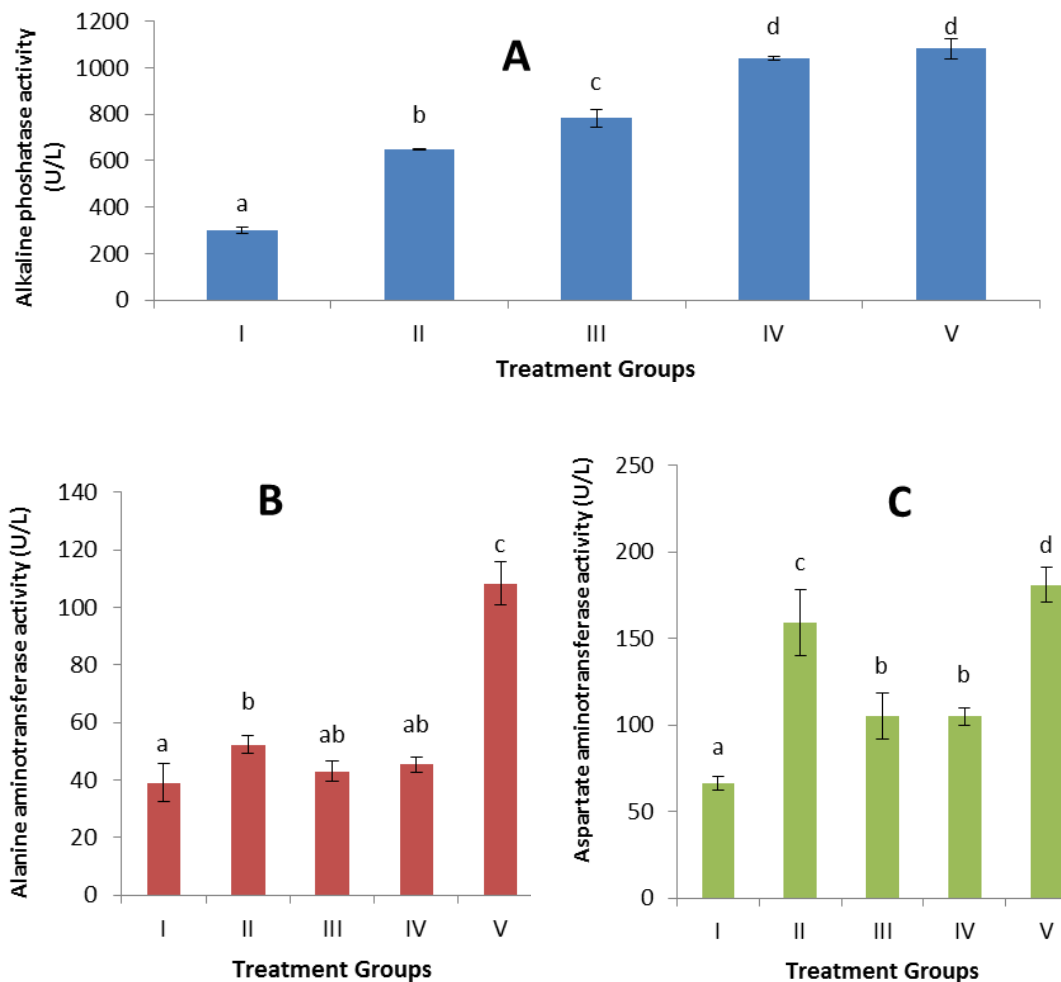 Alkaline phoshatase activity
(U/L)
1200
1000
800
600
400
200
0
A
a
b
c
d
d
I
II
III
IV
V
Treatment Groups
Alanine aminotransferase activity (U/L)
140
120
100
80
60
40
20
0
B
a
b
ab
ab
c
I
II
III
IV
V
Treatment Groups
Aspartate aminotransferase activity (U/L)
250
200
150
100
50
0
C
a
c
b
b
d
I
II
III
IV
V
Treatment Groups